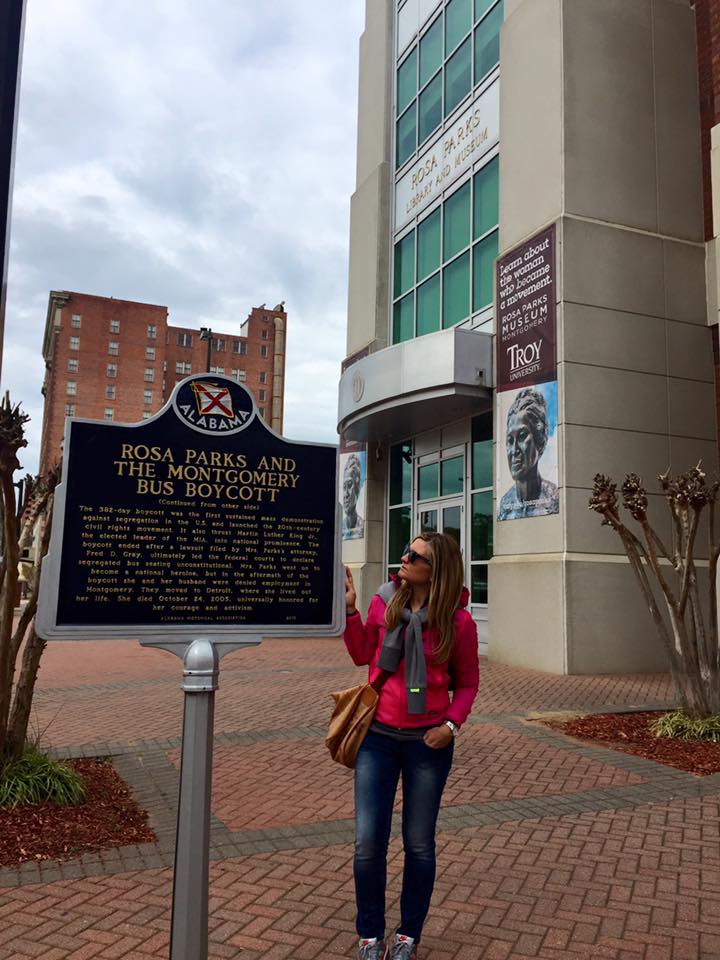 ROSA PARKS
LIBRARY AND MUSEUM
Learn about
the woman
who became
a movement.
ROSA PARKS
MUSEUM
MONTGOMERY
TROY
UNIVERSITY
ALABAMA
ROSA PARKS AND
THE MONTGOMERY
BUS BOYCOTT
(Continued from other side)
The 382-day boycott was the first sustained mass demonstration
against segregation in the U.S. and launched the 20th-century
civil rights movement. It also thrust Martin Luther King Jr.,
the elected leader of the MIA, into national prominence. The
boycott ended after a lawsuit filed by Mrs. Parks's attorney,
Fred D. Gray, ultimately led the federal courts to declare
segregated bus seating unconstitutional. Mrs. Parks went on to
become a national heroine, but in the aftermath of the
boycott she and her husband were denied employment in
Montgomery. They moved to Detroit, where she lived out
her life. She died October 24, 2005, universally honored for
her courage and activism.
ALABAMA HISTORICAL ASSOCIATION